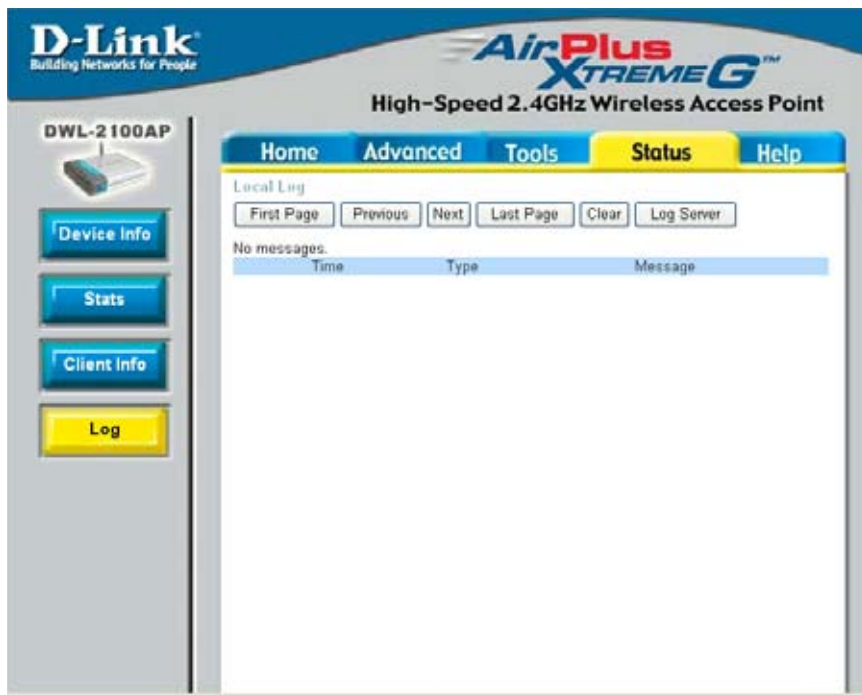 D-Link
Building Networks for People
AirPlus
XTREME G™
High-Speed 2.4GHz Wireless Access Point
DWL-2100AP
Home Advanced Tools Status Help
Local Log
First Page Previous Next Last Page Clear Log Server
No messages.
Time Type Message
Device Info
Stats
Client Info
Log